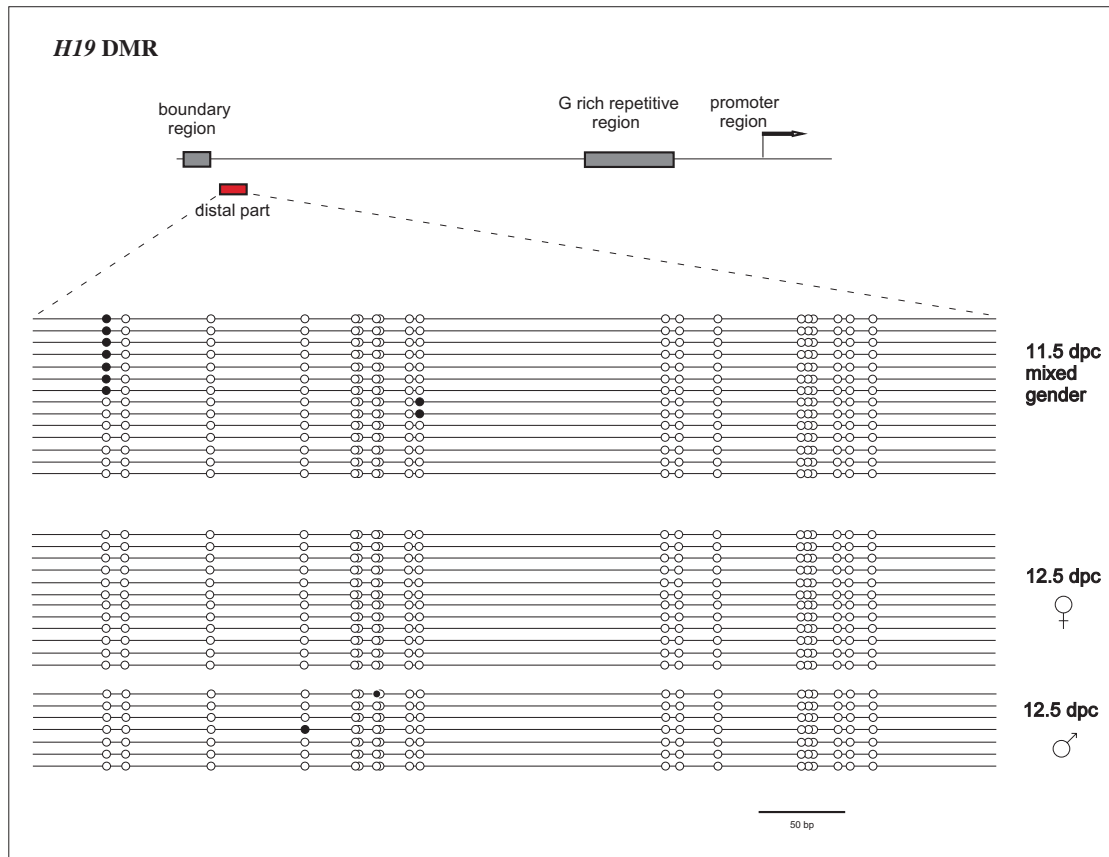 H19 DMR
boundary
region
G rich repetitive
region
promoter
region
distal part
11.5 dpc
mixed
gender
12.5 dpc
♀
12.5 dpc
♂
50 bp